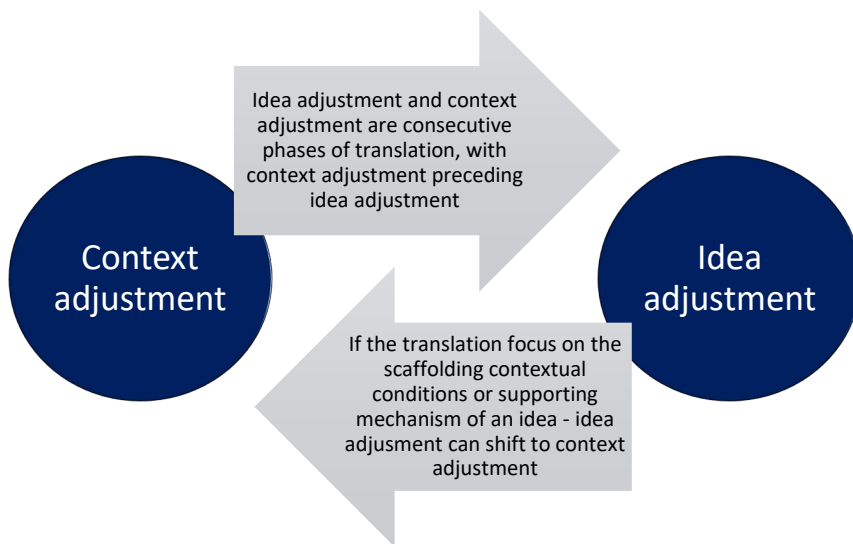 Idea adjustment and context
adjustment are consecutive
phases of translation, with
context adjustment preceding
idea adjustment
Context
adjustment
Idea
adjustment
If the translation focus on the
scaffolding contextual
conditions or supporting
mechanism of an idea - idea
adjusment can shift to context
adjustment